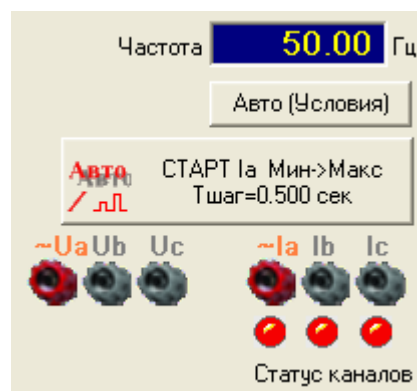 Частота 50.00 Гц
Авто (Условия)
Авто СТАРТ Ia Мин->Макс
Тшаг=0.500 сек
~Ua Ub Uc ~Ia Ib Ic
Статус каналов